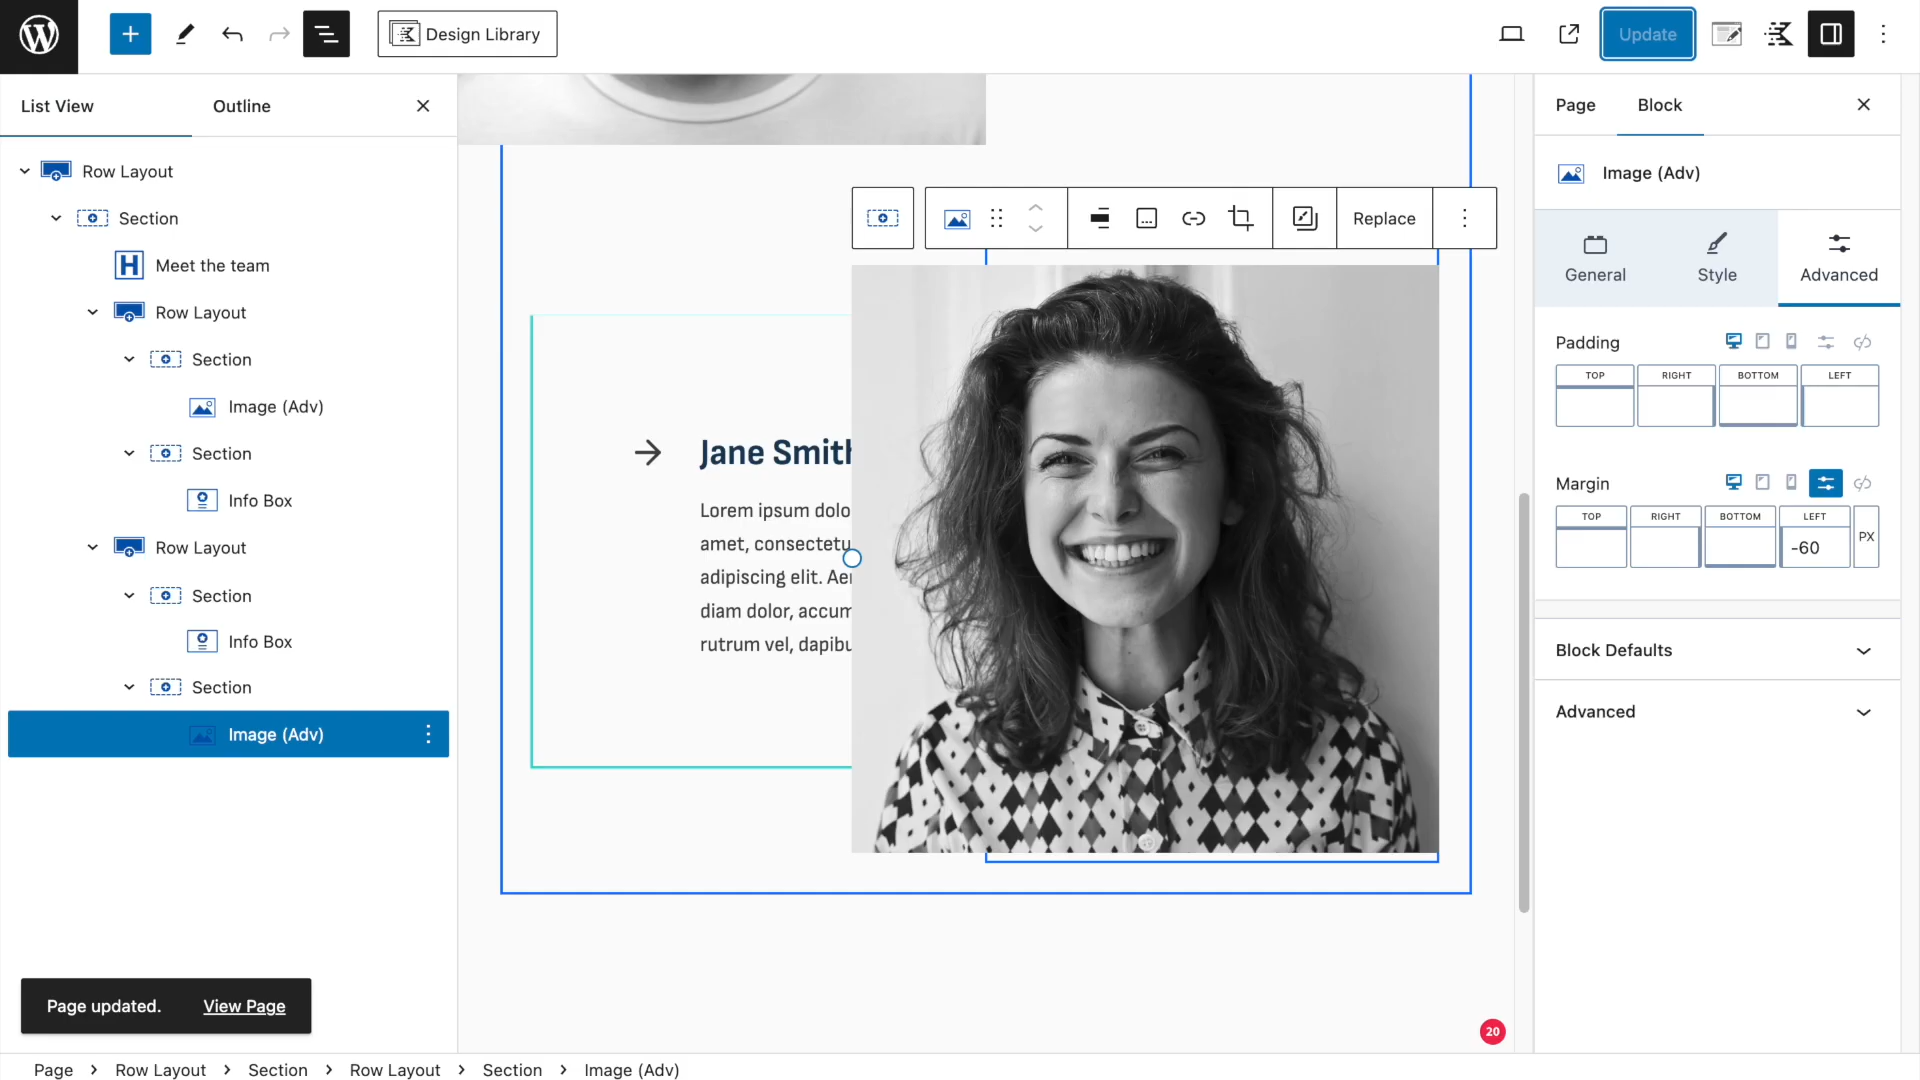 Design Library
Update
List View
Outline
Row Layout
Section
Meet the team
Row Layout
Section
Image (Adv)
Section
Info Box
Row Layout
Section
Info Box
Section
Image (Adv)
Page updated.
View Page
Replace
Jane Smith
Lorem ipsum dolo
amet, consectetu
adipiscing elit. Aer
diam dolor, accum
rutrum vel, dapibu
20
Page
Block
Image (Adv)
General
Style
Advanced
Padding
TOP
RIGHT
BOTTOM
LEFT
Margin
TOP
RIGHT
BOTTOM
LEFT
-60
PX
Block Defaults
Advanced
Page
Row Layout
Section
Row Layout
Section
Image (Adv)